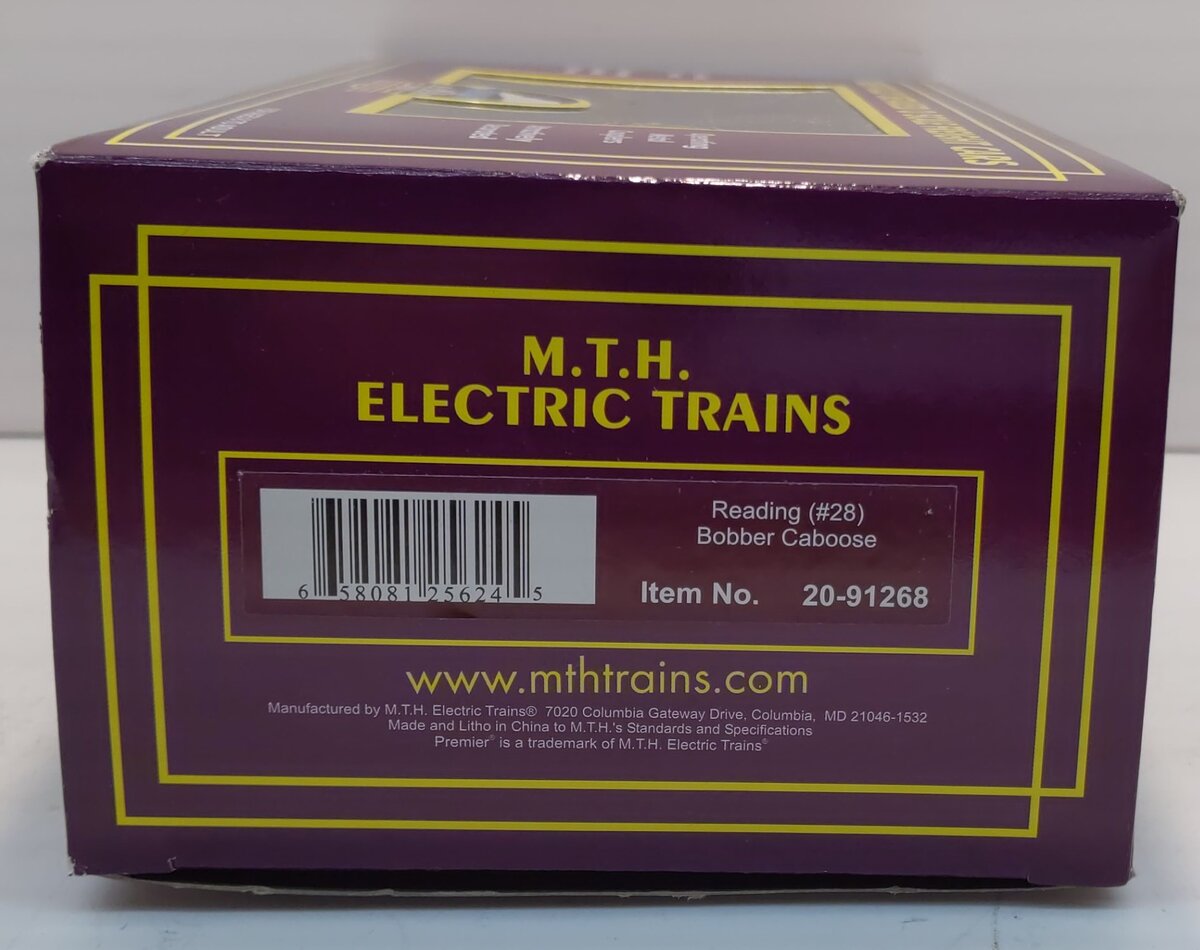 M.T.H.
ELECTRIC TRAINS
Reading (#28)
Bobber Caboose
Item No. 20-91268
6 58081 25624 5
www.mthtrains.com
Manufactured by M.T.H. Electric Trains® 7020 Columbia Gateway Drive, Columbia, MD 21046-1532
Made and Litho in China to M.T.H.'s Standards and Specifications
Premier® is a trademark of M.T.H. Electric Trains®